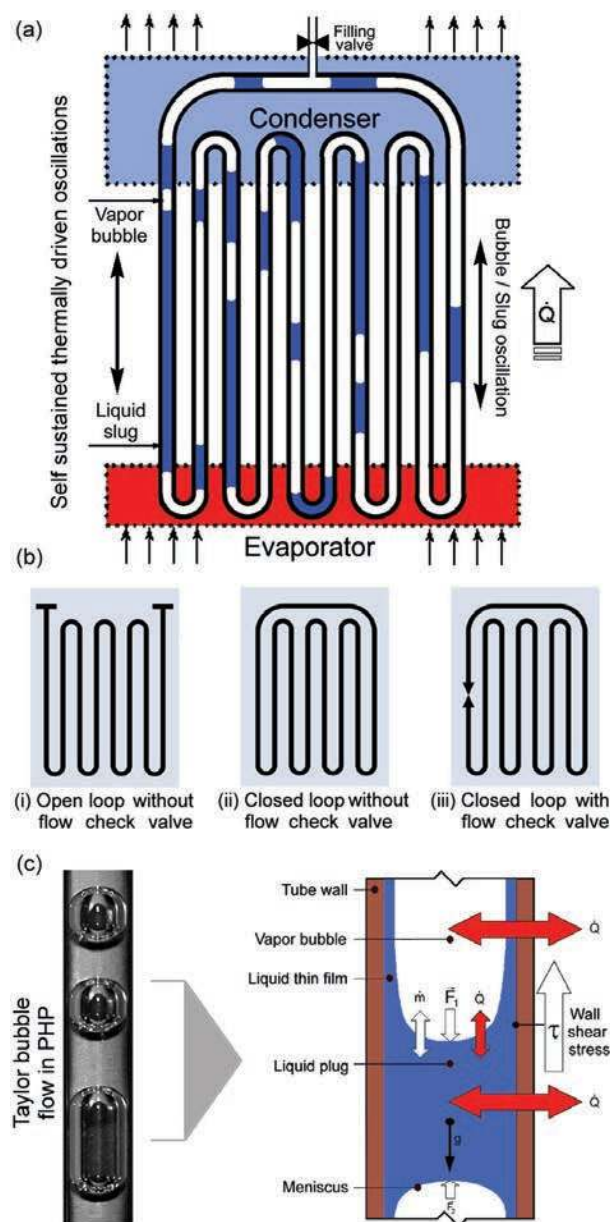 (a)
Filling
valve
Condenser
Self sustained thermally driven oscillations
Vapor
bubble
Liquid
slug
Bubble / Slug oscillation
Q̇
Evaporator
(b)
(i) Open loop without
flow check valve
(ii) Closed loop without
flow check valve
(iii) Closed loop with
flow check valve
(c)
Taylor bubble
flow in PHP
Tube wall
Vapor bubble
Liquid thin film
Liquid plug
Meniscus
Q̇
ṁ
F⃗₁
Q̇
τ
Wall
shear
stress
Q̇
g
F⃗₂